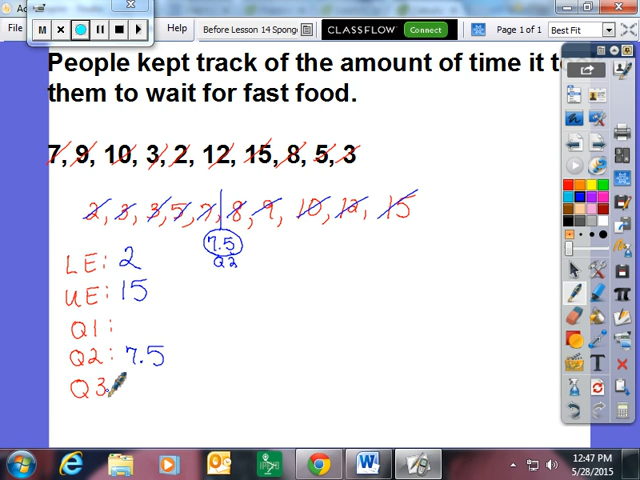 Ac
File
Help
Before Lesson 14 Spong
CLASSFLOW
Connect
Page 1 of 1
Best Fit
M
People kept track of the amount of time it to
them to wait for fast food.
7, 9, 10, 3, 2, 12, 15, 8, 5, 3
2, 3, 3, 5, 7, 8, 9, 10, 12, 15
7.5
Q2
LE: 2
UE: 15
Q1:
Q2: 7.5
Q3
T
12:47 PM
5/28/2015